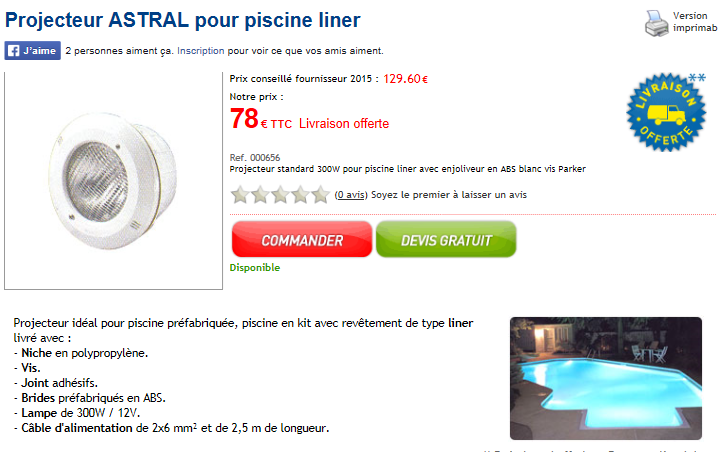 Projecteur ASTRAL pour piscine liner
Version
imprimab
J'aime 2 personnes aiment ça. Inscription pour voir ce que vos amis aiment.
Prix conseillé fournisseur 2015 : 129.60 €
Notre prix :
78 € TTC Livraison offerte
LIVRAISON
OFFERTE
**
Ref. 000656
Projecteur standard 300W pour piscine liner avec enjoliveur en ABS blanc vis Parker
(0 avis) Soyez le premier à laisser un avis
COMMANDER
DEVIS GRATUIT
Disponible
Projecteur idéal pour piscine préfabriquée, piscine en kit avec revêtement de type liner
livré avec :
- Niche en polypropylène.
- Vis.
- Joint adhésifs.
- Brides préfabriqués en ABS.
- Lampe de 300W / 12V.
- Câble d'alimentation de 2x6 mm² et de 2,5 m de longueur.